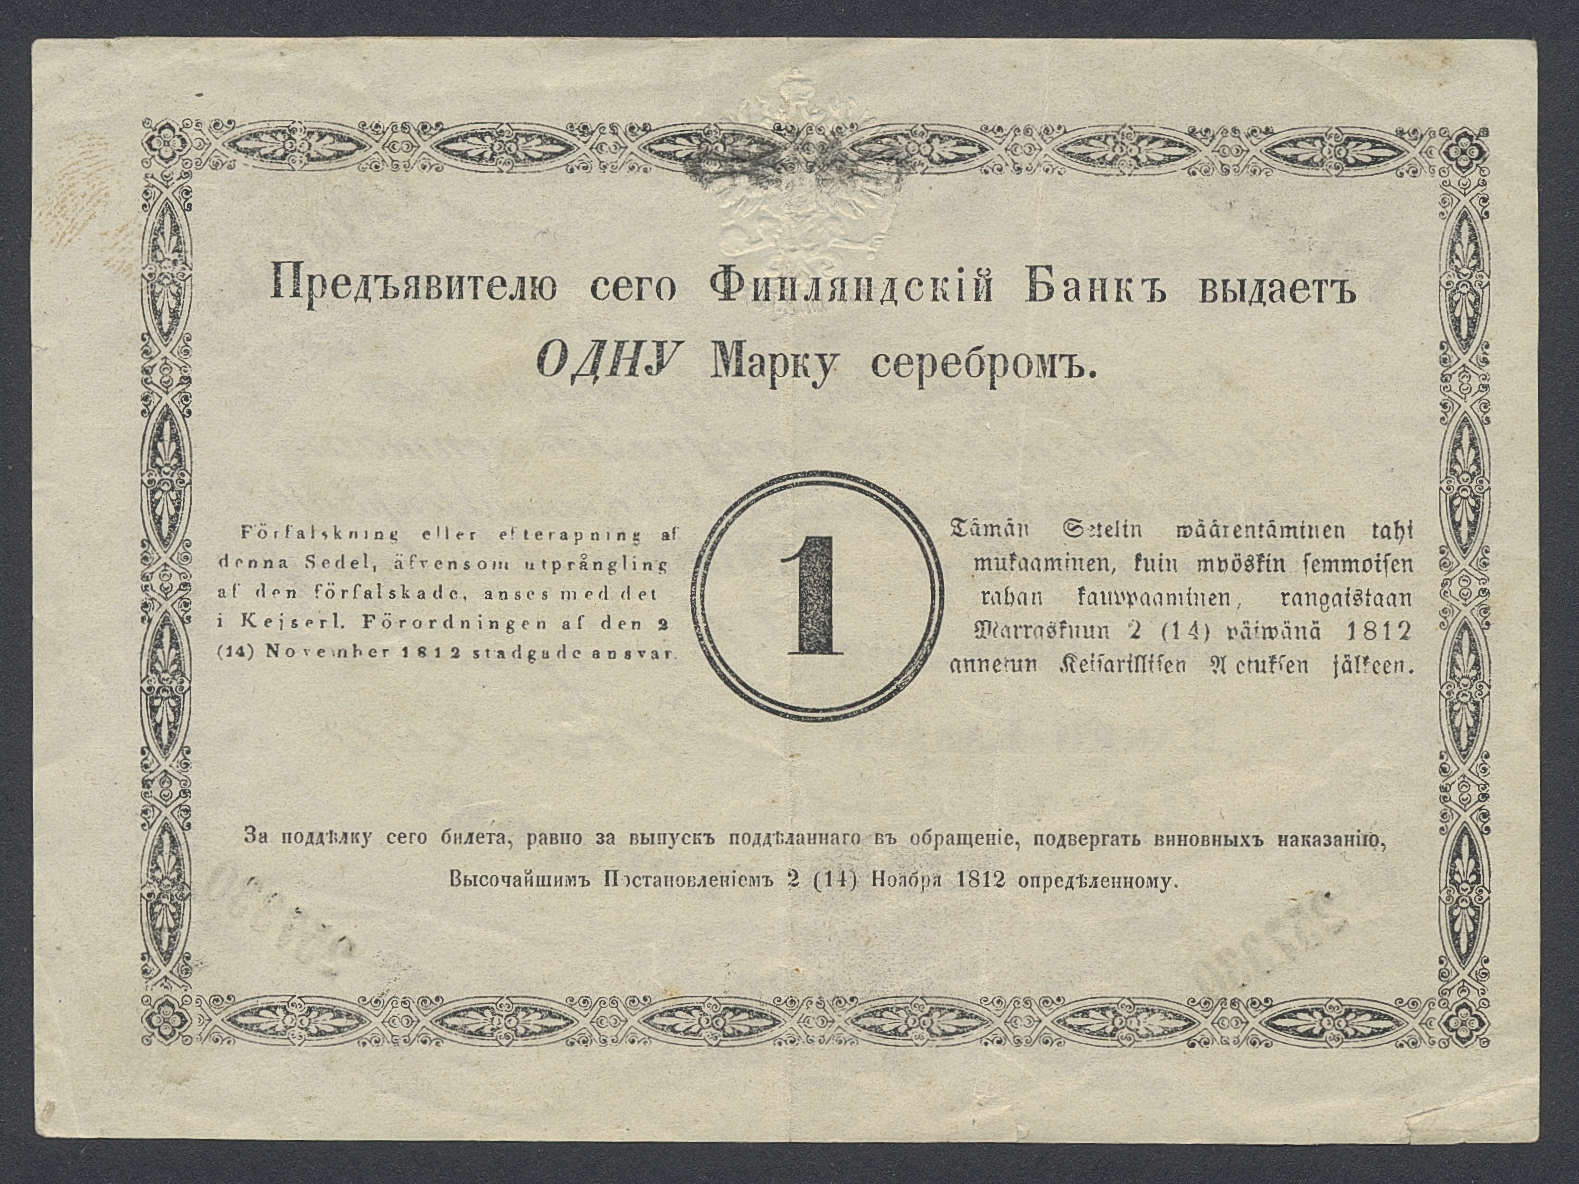 Предъявителю сего Финляндскій Банкъ выдаетъ
ОДНУ Марку серебромъ.
Förfalskning eller efterapning af
denna Sedel, äfvensom utprångling
af den förfalskade, anses med det
i Kejserl. Förordningen af den 2
(14) November 1812 stadgade ansvar.
1
Tämän Setelin wäärentäminen tahi
mukaaminen, kuin myöskin semmoisen
rahan kauppaaminen, rangaistaan
Marraskuun 2 (14) päiwänä 1812
annetun Keisarillisen Asetuksen jälkeen.
За поддѣлку сего билета, равно за выпускъ поддѣланнаго въ обращеніе, подвергать виновныхъ наказанію,
Высочайшимъ Постановленіемъ 2 (14) Ноября 1812 опредѣленному.